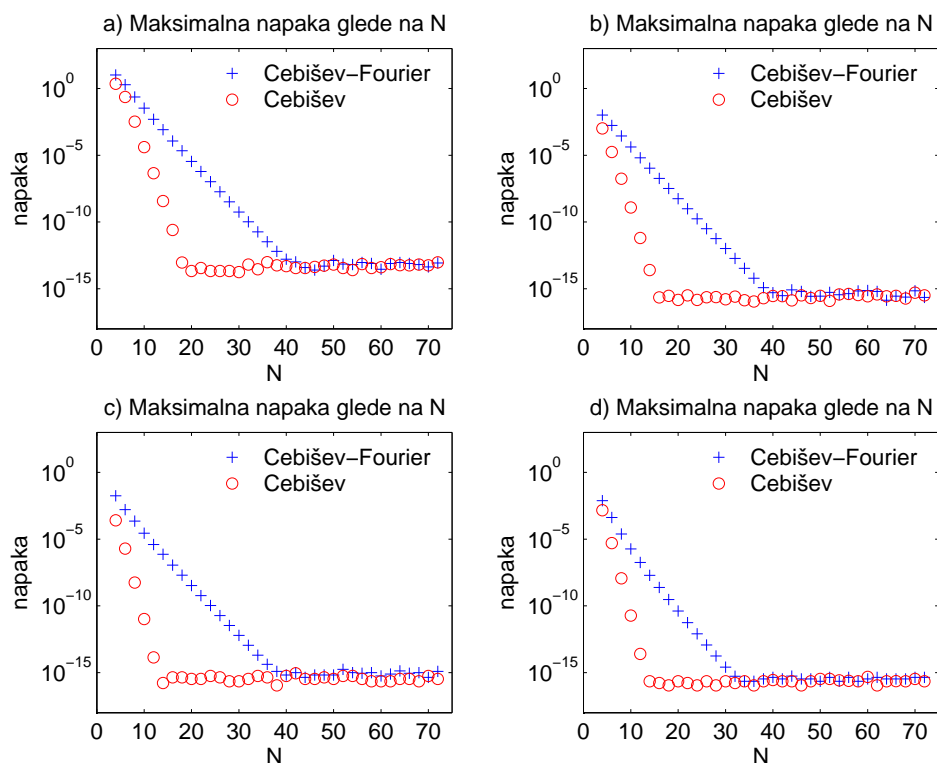 a) Maksimalna napaka glede na N
+ Cebišev−Fourier
○ Cebišev
10^0
10^−5
10^−10
10^−15
napaka
0 10 20 30 40 50 60 70
N
b) Maksimalna napaka glede na N
+ Cebišev−Fourier
○ Cebišev
10^0
10^−5
10^−10
10^−15
napaka
0 10 20 30 40 50 60 70
N
c) Maksimalna napaka glede na N
+ Cebišev−Fourier
○ Cebišev
10^0
10^−5
10^−10
10^−15
napaka
0 10 20 30 40 50 60 70
N
d) Maksimalna napaka glede na N
+ Cebišev−Fourier
○ Cebišev
10^0
10^−5
10^−10
10^−15
napaka
0 10 20 30 40 50 60 70
N